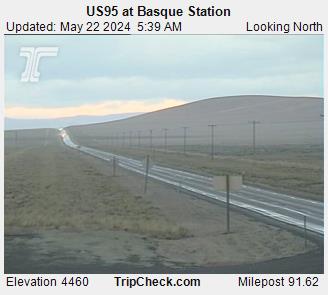 US95 at Basque Station
Updated: May 22 2024 5:39 AM Looking North
Elevation 4460 TripCheck.com Milepost 91.62